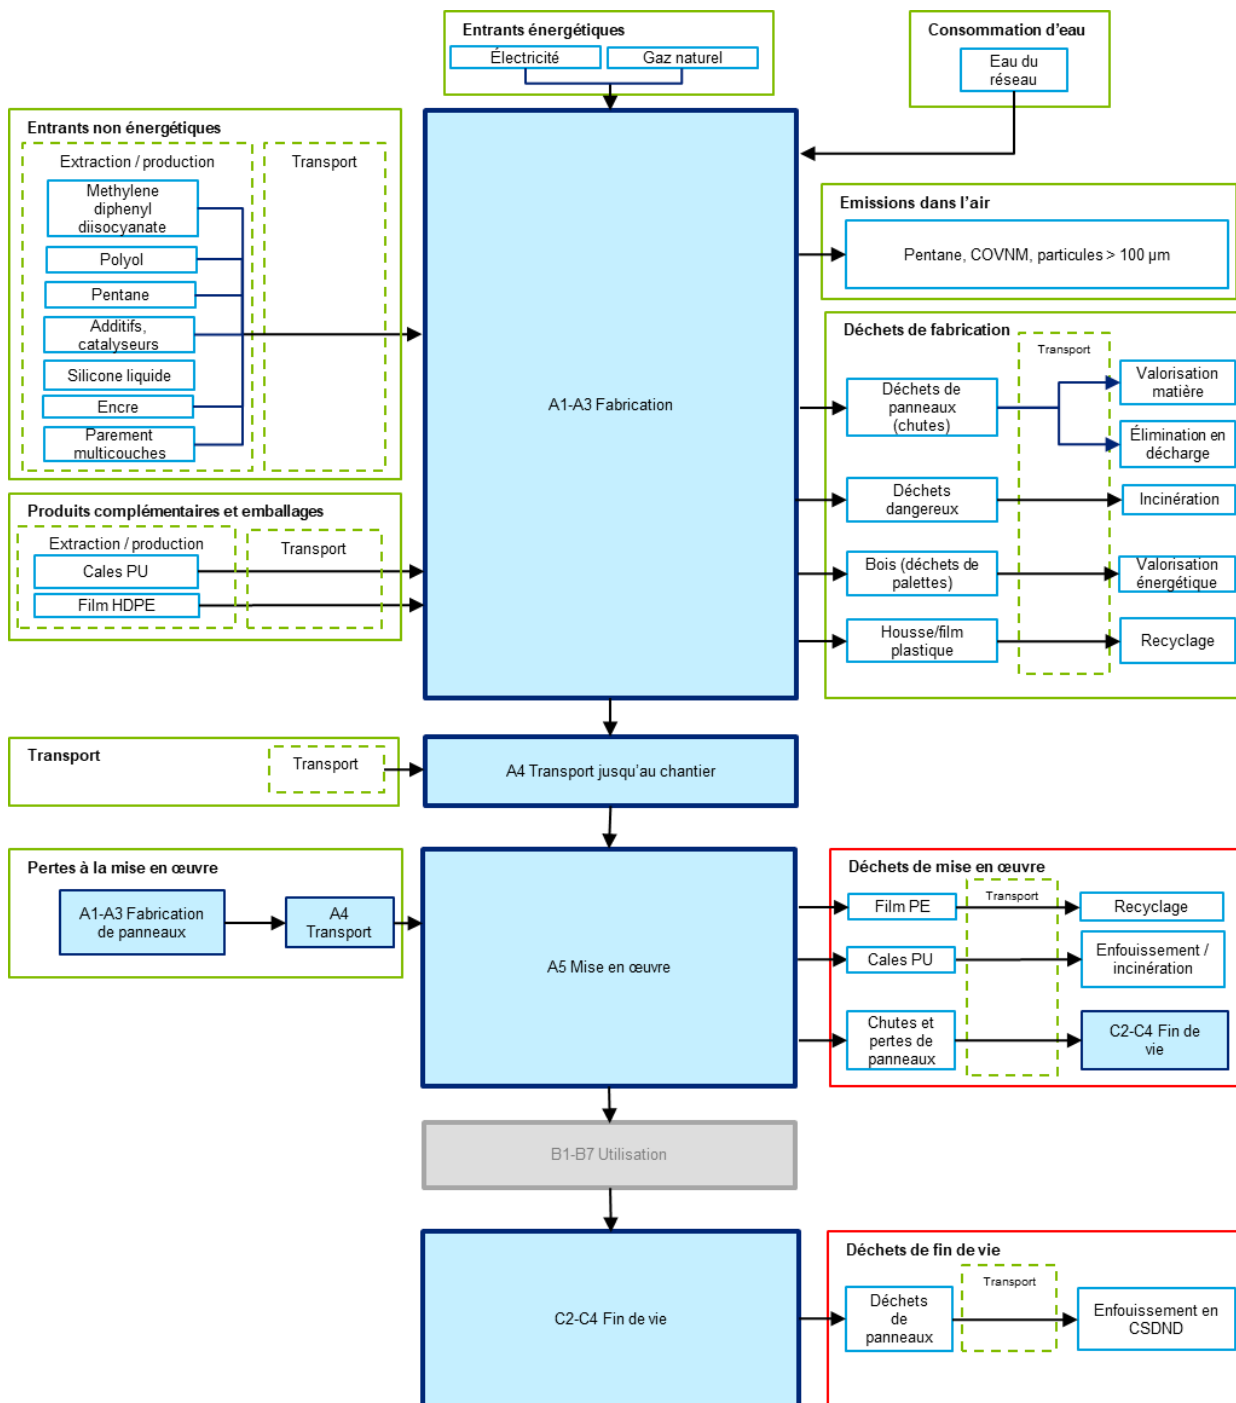 Entrants énergétiques
Électricité
Gaz naturel
Consommation d'eau
Eau du
réseau
Entrants non énergétiques
Extraction / production
Transport
Methylene
diphenyl
diisocyanate
Polyol
Pentane
Additifs,
catalyseurs
Silicone liquide
Encre
Parement
multicouches
Produits complémentaires et emballages
Extraction / production
Transport
Cales PU
Film HDPE
A1-A3 Fabrication
Emissions dans l'air
Pentane, COVNM, particules > 100 µm
Déchets de fabrication
Transport
Déchets de
panneaux
(chutes)
Valorisation
matière
Élimination en
décharge
Déchets
dangereux
Incinération
Bois (déchets de
palettes)
Valorisation
énergétique
Housse/film
plastique
Recyclage
Transport
Transport
A4 Transport jusqu'au chantier
Pertes à la mise en œuvre
A1-A3 Fabrication
de panneaux
A4
Transport
A5 Mise en œuvre
Déchets de mise en œuvre
Transport
Film PE
Recyclage
Cales PU
Enfouissement /
incinération
Chutes et
pertes de
panneaux
C2-C4 Fin de
vie
B1-B7 Utilisation
C2-C4 Fin de vie
Déchets de fin de vie
Transport
Déchets
de
panneaux
Enfouissement en
CSDND